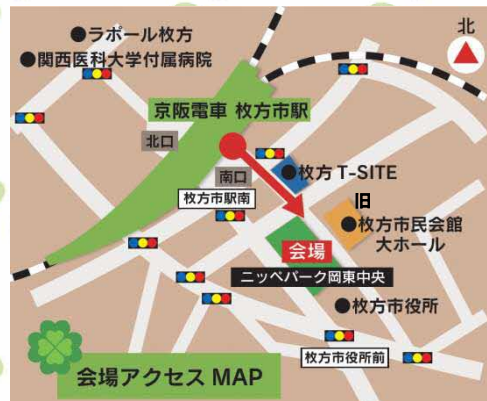 北
●ラポール枚方
●関西医科大学付属病院
京阪電車 枚方市駅
北口
南口
●枚方 T-SITE
枚方市駅南
旧
●枚方市民会館
大ホール
会場
ニッペパーク岡東中央
●枚方市役所
枚方市役所前
会場アクセス MAP